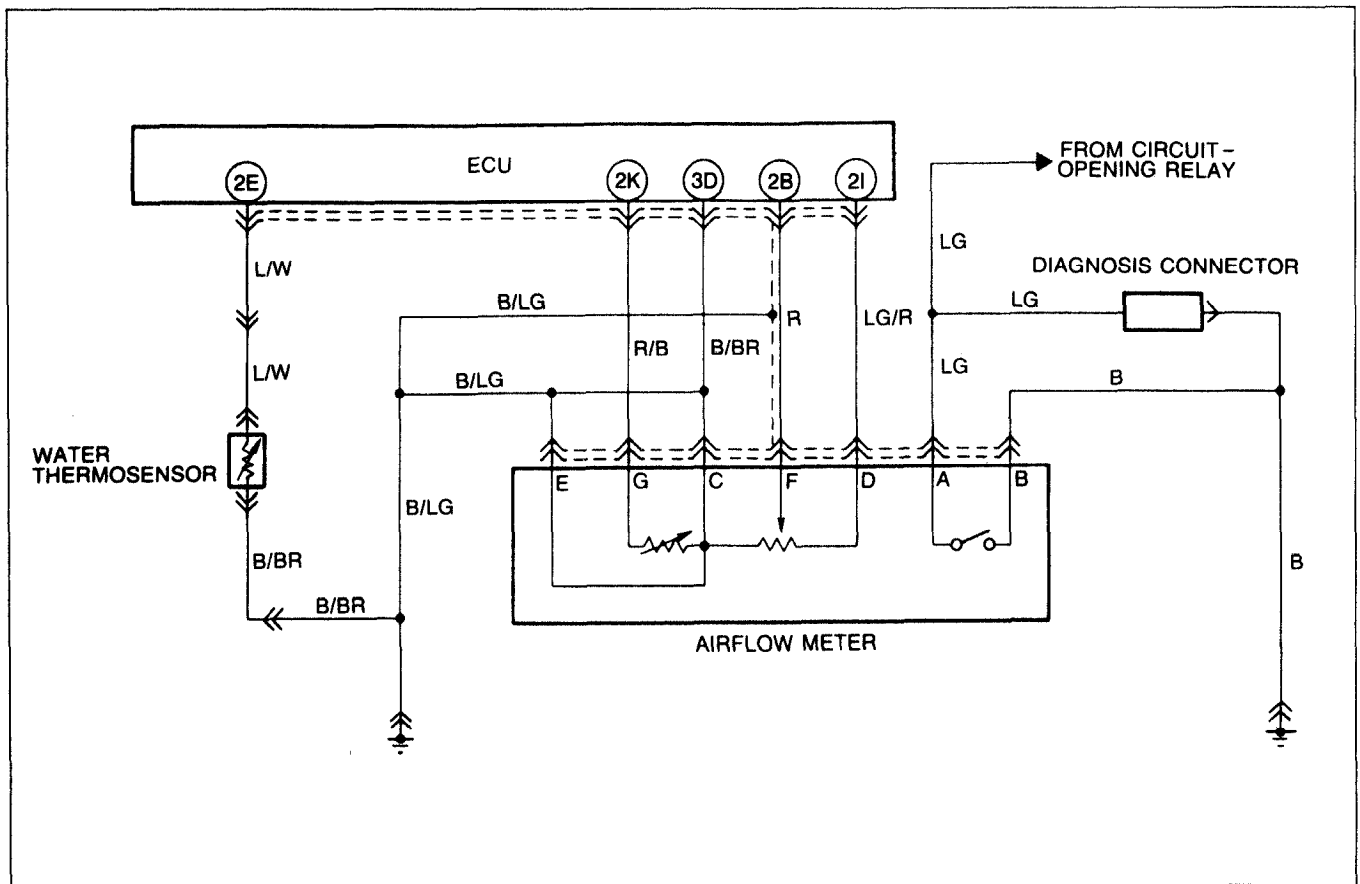 ECU
2E
2K
3D
2B
2I
FROM CIRCUIT-
OPENING RELAY
L/W
LG
DIAGNOSIS CONNECTOR
B/LG
R
LG/R
LG
R/B
B/BR
LG
L/W
B/LG
B
WATER
THERMOSENSOR
E
G
C
F
D
A
B
B/LG
B/BR
B
B/BR
AIRFLOW METER